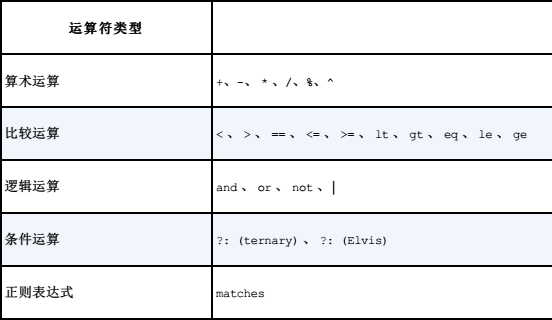 运算符类型
算术运算 +、-、 * 、/、%、^
比较运算 < 、 > 、 == 、 <= 、 >= 、 lt 、 gt 、 eq 、 le 、 ge
逻辑运算 and 、 or 、 not 、|
条件运算 ?: (ternary) 、 ?: (Elvis)
正则表达式 matches